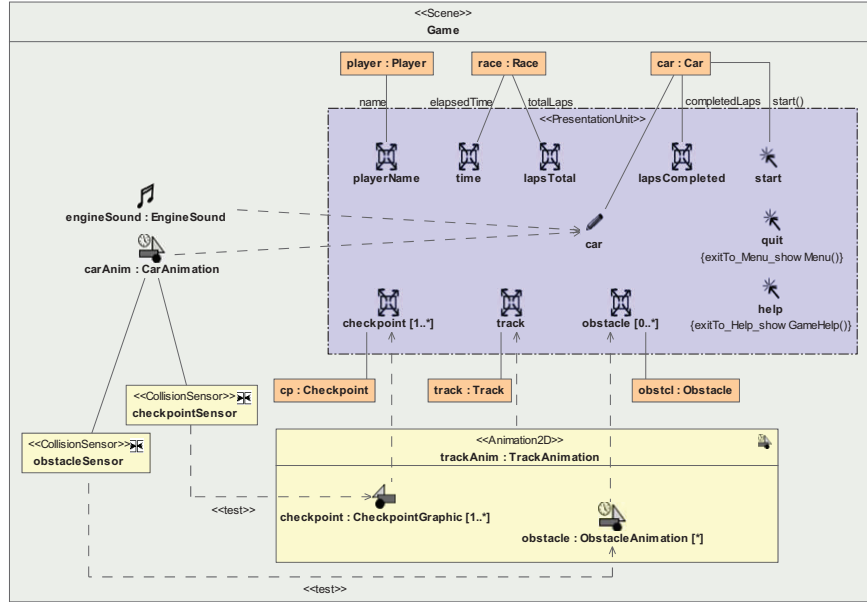 <<Scene>>
Game
player : Player
race : Race
car : Car
name
elapsedTime
totalLaps
completedLaps
start()
<<PresentationUnit>>
playerName
time
lapsTotal
lapsCompleted
start
engineSound : EngineSound
car
quit
{exitTo_Menu_show Menu()}
carAnim : CarAnimation
help
{exitTo_Help_show GameHelp()}
checkpoint [1..*]
track
obstacle [0..*]
cp : Checkpoint
track : Track
obstcl : Obstacle
<<CollisionSensor>>
checkpointSensor
<<CollisionSensor>>
obstacleSensor
<<Animation2D>>
trackAnim : TrackAnimation
<<test>>
checkpoint : CheckpointGraphic [1..*]
obstacle : ObstacleAnimation [*]
<<test>>